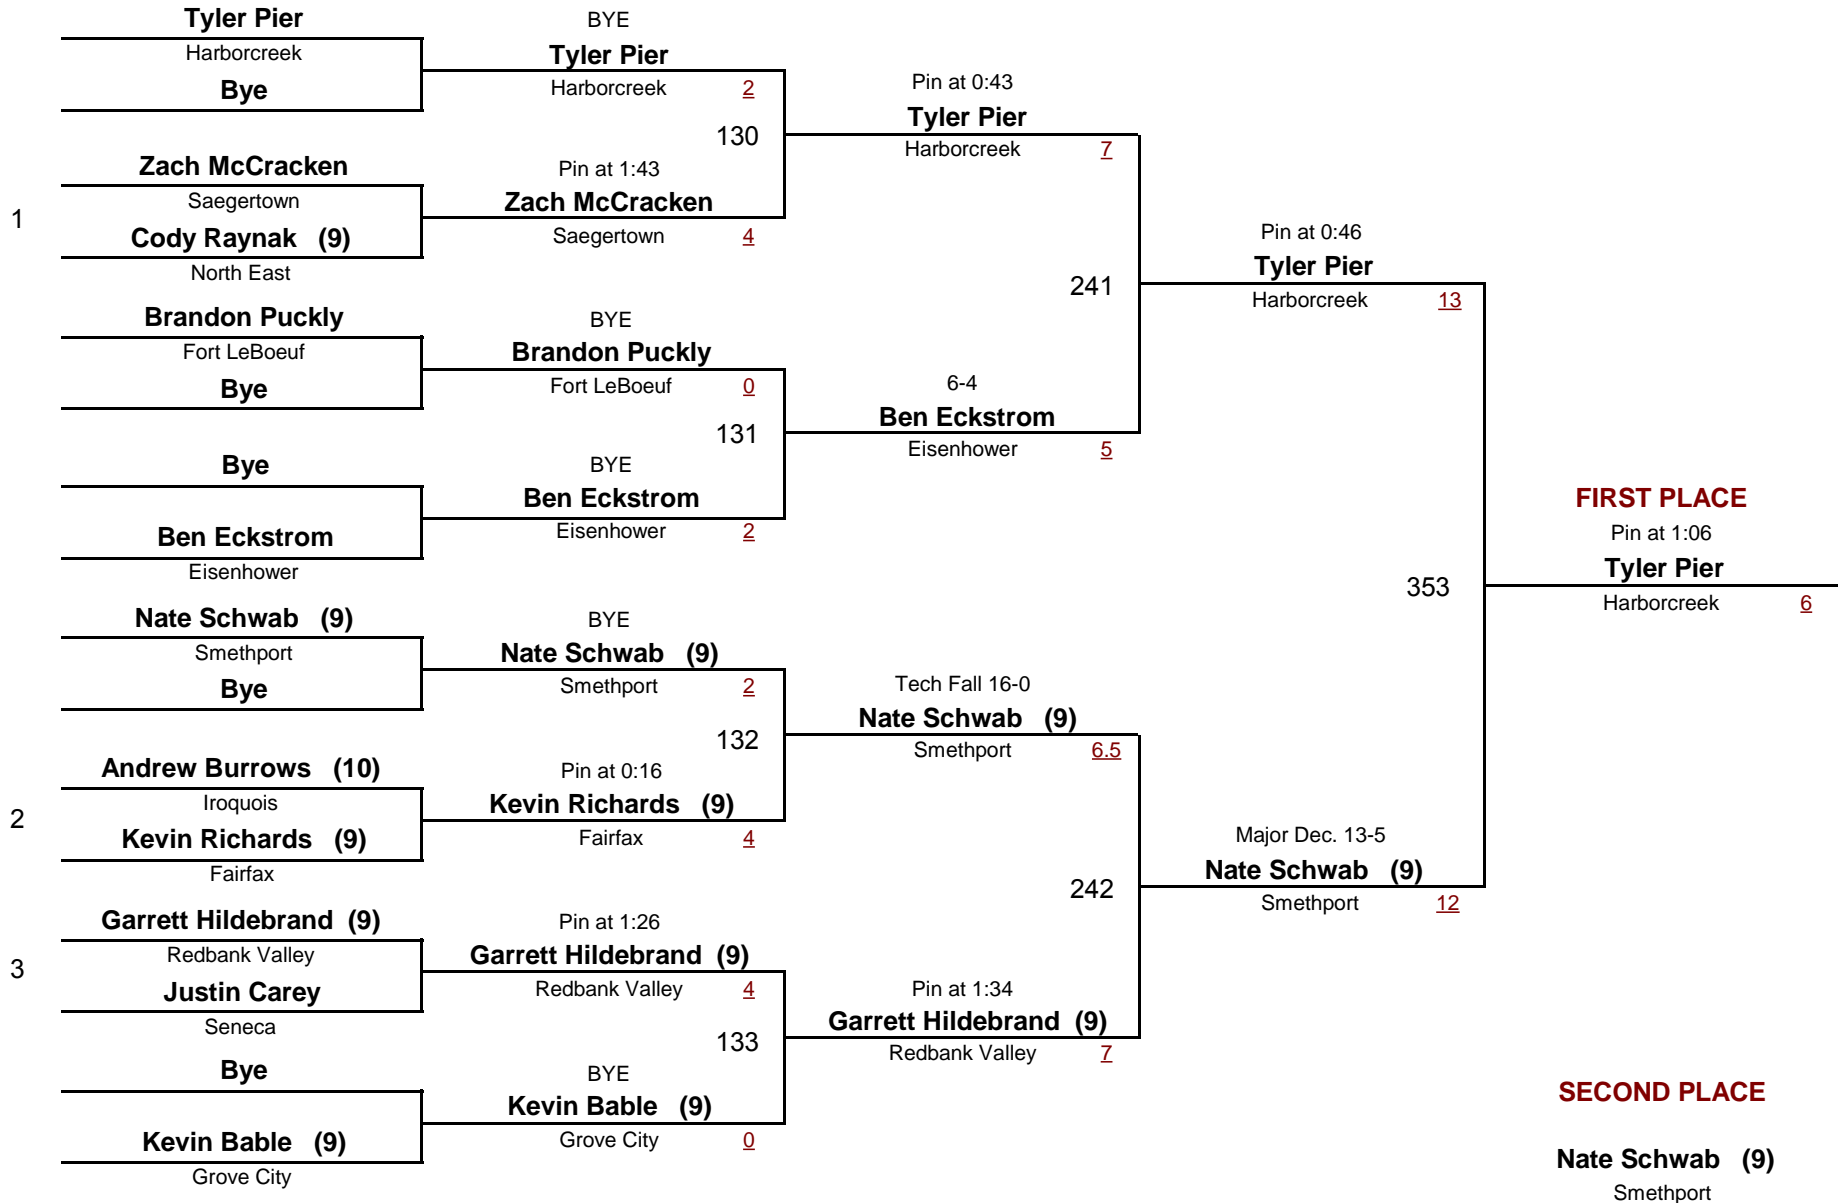 Tyler Pier
Harborcreek
Bye
1
Zach McCracken
Saegertown
Cody Raynak (9)
North East
Brandon Puckly
Fort LeBoeuf
Bye
Bye
Ben Eckstrom
Eisenhower
Nate Schwab (9)
Smethport
Bye
2
Andrew Burrows (10)
Iroquois
Kevin Richards (9)
Fairfax
3
Garrett Hildebrand (9)
Redbank Valley
Justin Carey
Seneca
Bye
Kevin Bable (9)
Grove City
BYE
Tyler Pier
Harborcreek 2
130
Pin at 1:43
Zach McCracken
Saegertown 4
BYE
Brandon Puckly
Fort LeBoeuf 0
131
BYE
Ben Eckstrom
Eisenhower 2
BYE
Nate Schwab (9)
Smethport 2
132
Pin at 0:16
Kevin Richards (9)
Fairfax 4
Pin at 1:26
Garrett Hildebrand (9)
Redbank Valley 4
133
BYE
Kevin Bable (9)
Grove City 0
Pin at 0:43
Tyler Pier
Harborcreek 7
241
6-4
Ben Eckstrom
Eisenhower 5
Tech Fall 16-0
Nate Schwab (9)
Smethport 6.5
242
Pin at 1:34
Garrett Hildebrand (9)
Redbank Valley 7
Pin at 0:46
Tyler Pier
Harborcreek 13
353
Major Dec. 13-5
Nate Schwab (9)
Smethport 12
FIRST PLACE
Pin at 1:06
Tyler Pier
Harborcreek 6
SECOND PLACE
Nate Schwab (9)
Smethport